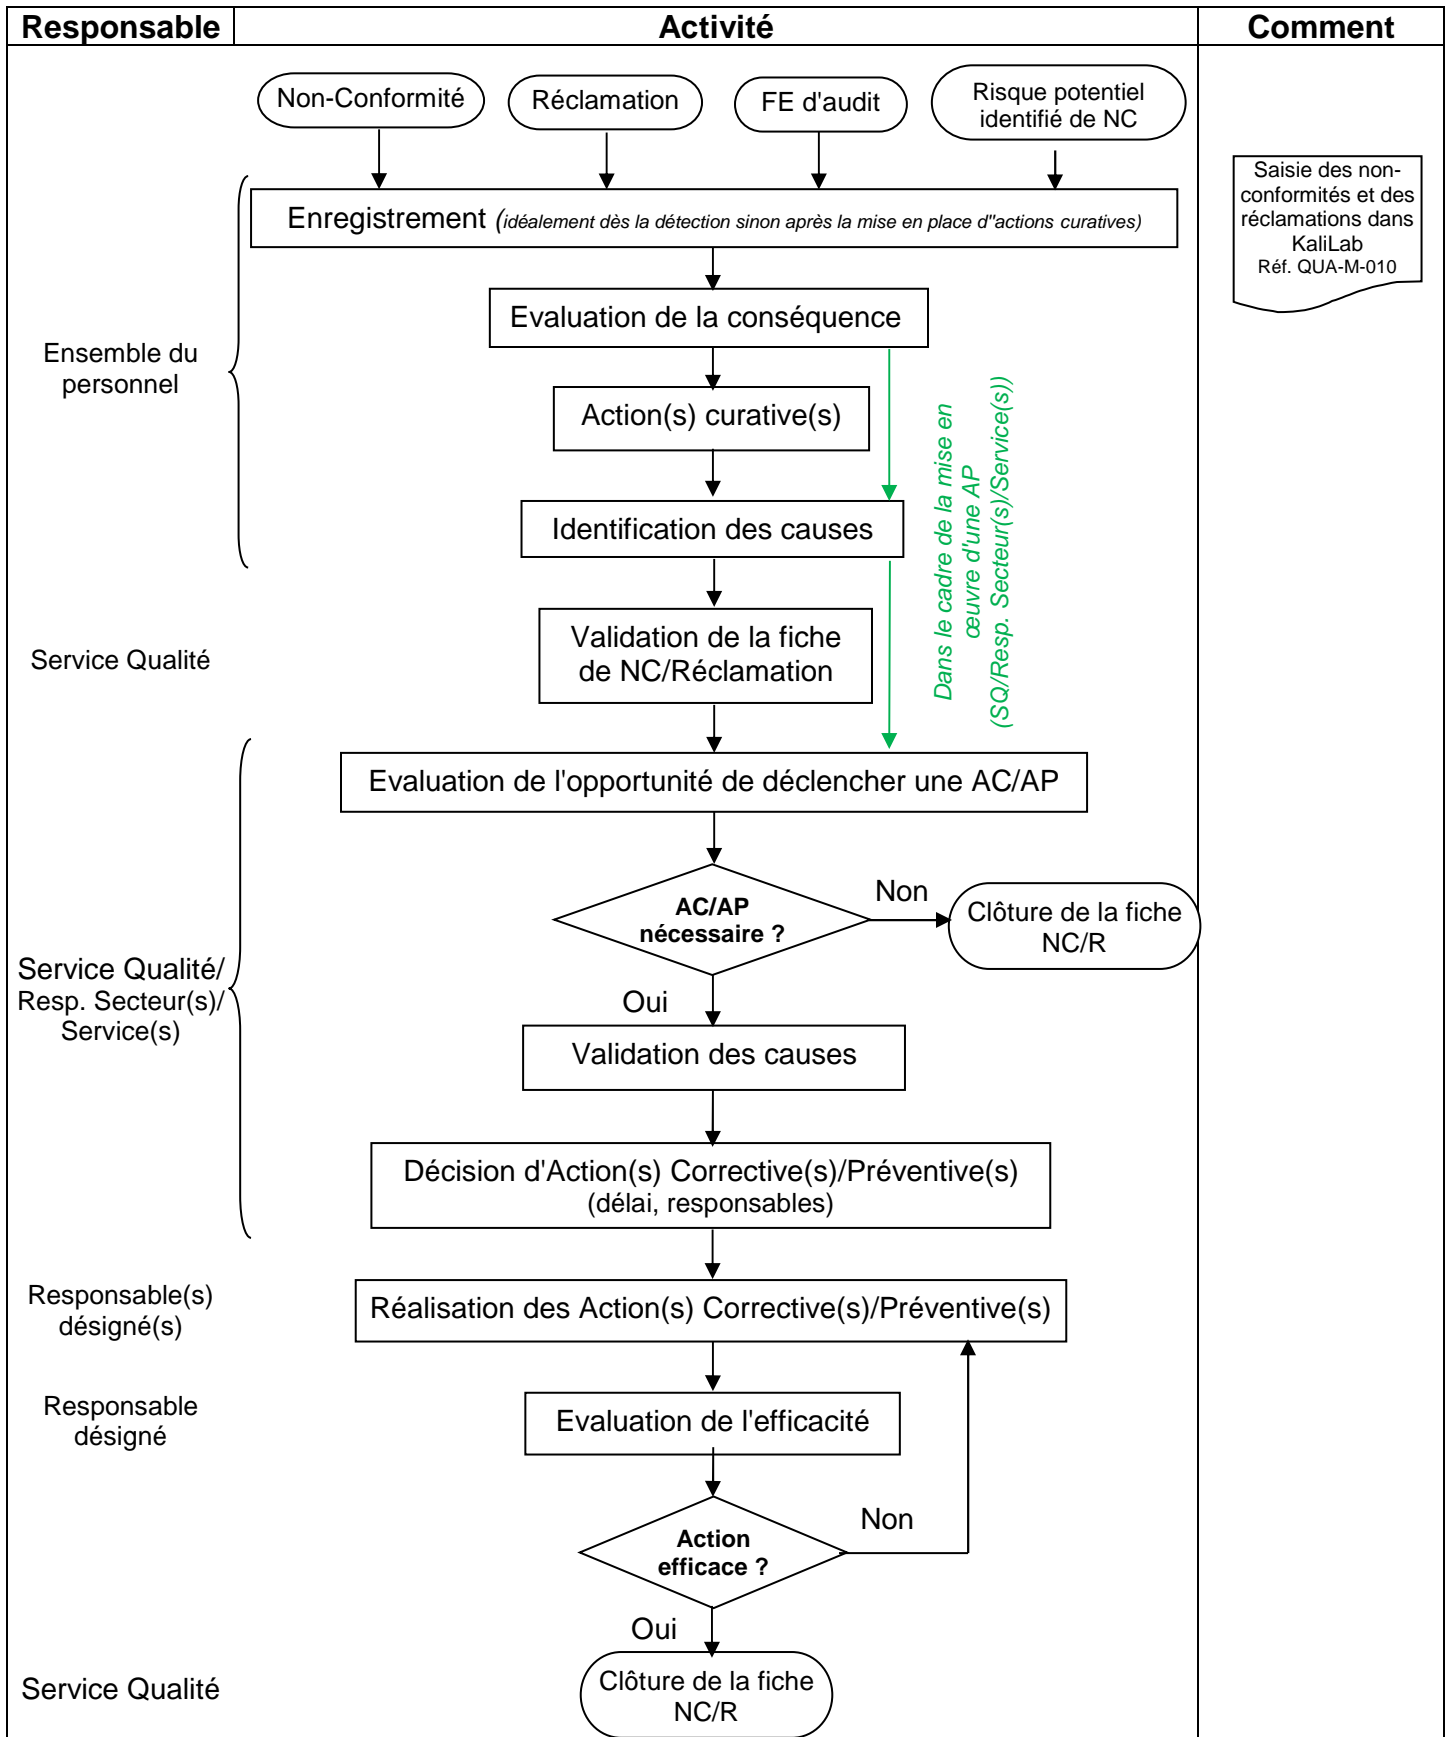 Responsable
Activité
Comment
Non-Conformité
Réclamation
FE d'audit
Risque potentiel
identifié de NC
Saisie des non-
conformités et des
réclamations dans
KaliLab
Réf. QUA-M-010
Enregistrement (idéalement dès la détection sinon après la mise en place d"actions curatives)
Evaluation de la conséquence
Ensemble du
personnel
Action(s) curative(s)
Identification des causes
Dans le cadre de la mise en
œuvre d'une AP
(SQ/Resp. Secteur(s)/Service(s))
Service Qualité
Validation de la fiche
de NC/Réclamation
Evaluation de l'opportunité de déclencher une AC/AP
AC/AP
nécessaire ?
Non
Clôture de la fiche
NC/R
Service Qualité/
Resp. Secteur(s)/
Service(s)
Oui
Validation des causes
Décision d'Action(s) Corrective(s)/Préventive(s)
(délai, responsables)
Responsable(s)
désigné(s)
Réalisation des Action(s) Corrective(s)/Préventive(s)
Responsable
désigné
Evaluation de l'efficacité
Action
efficace ?
Non
Oui
Service Qualité
Clôture de la fiche
NC/R